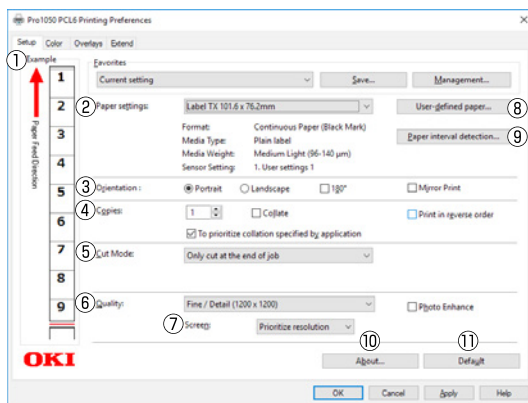 Pro1050 PCL6 Printing Preferences
Setup Color Overlays Extend
① Example
1
2
3
4
5
6
7
8
9
Paper Feed Direction
OKI
Favorites
Current setting Save... Management...
② Paper settings: Label TX 101.6 x 76.2mm User-defined paper... ⑧
Format: Continuous Paper (Black Mark) Paper interval detection... ⑨
Media Type: Plain label
Media Weight: Medium Light (96-140 μm)
Sensor Setting: 1. User settings 1
③ Orientation : Portrait Landscape 180° Mirror Print
④ Copies: 1 Collate Print in reverse order
To prioritize collation specified by application
⑤ Cut Mode: Only cut at the end of job
⑥ Quality: Fine / Detail (1200 x 1200) Photo Enhance
⑦ Screen: Prioritize resolution
⑩ ⑪
About... Default
OK Cancel Apply Help